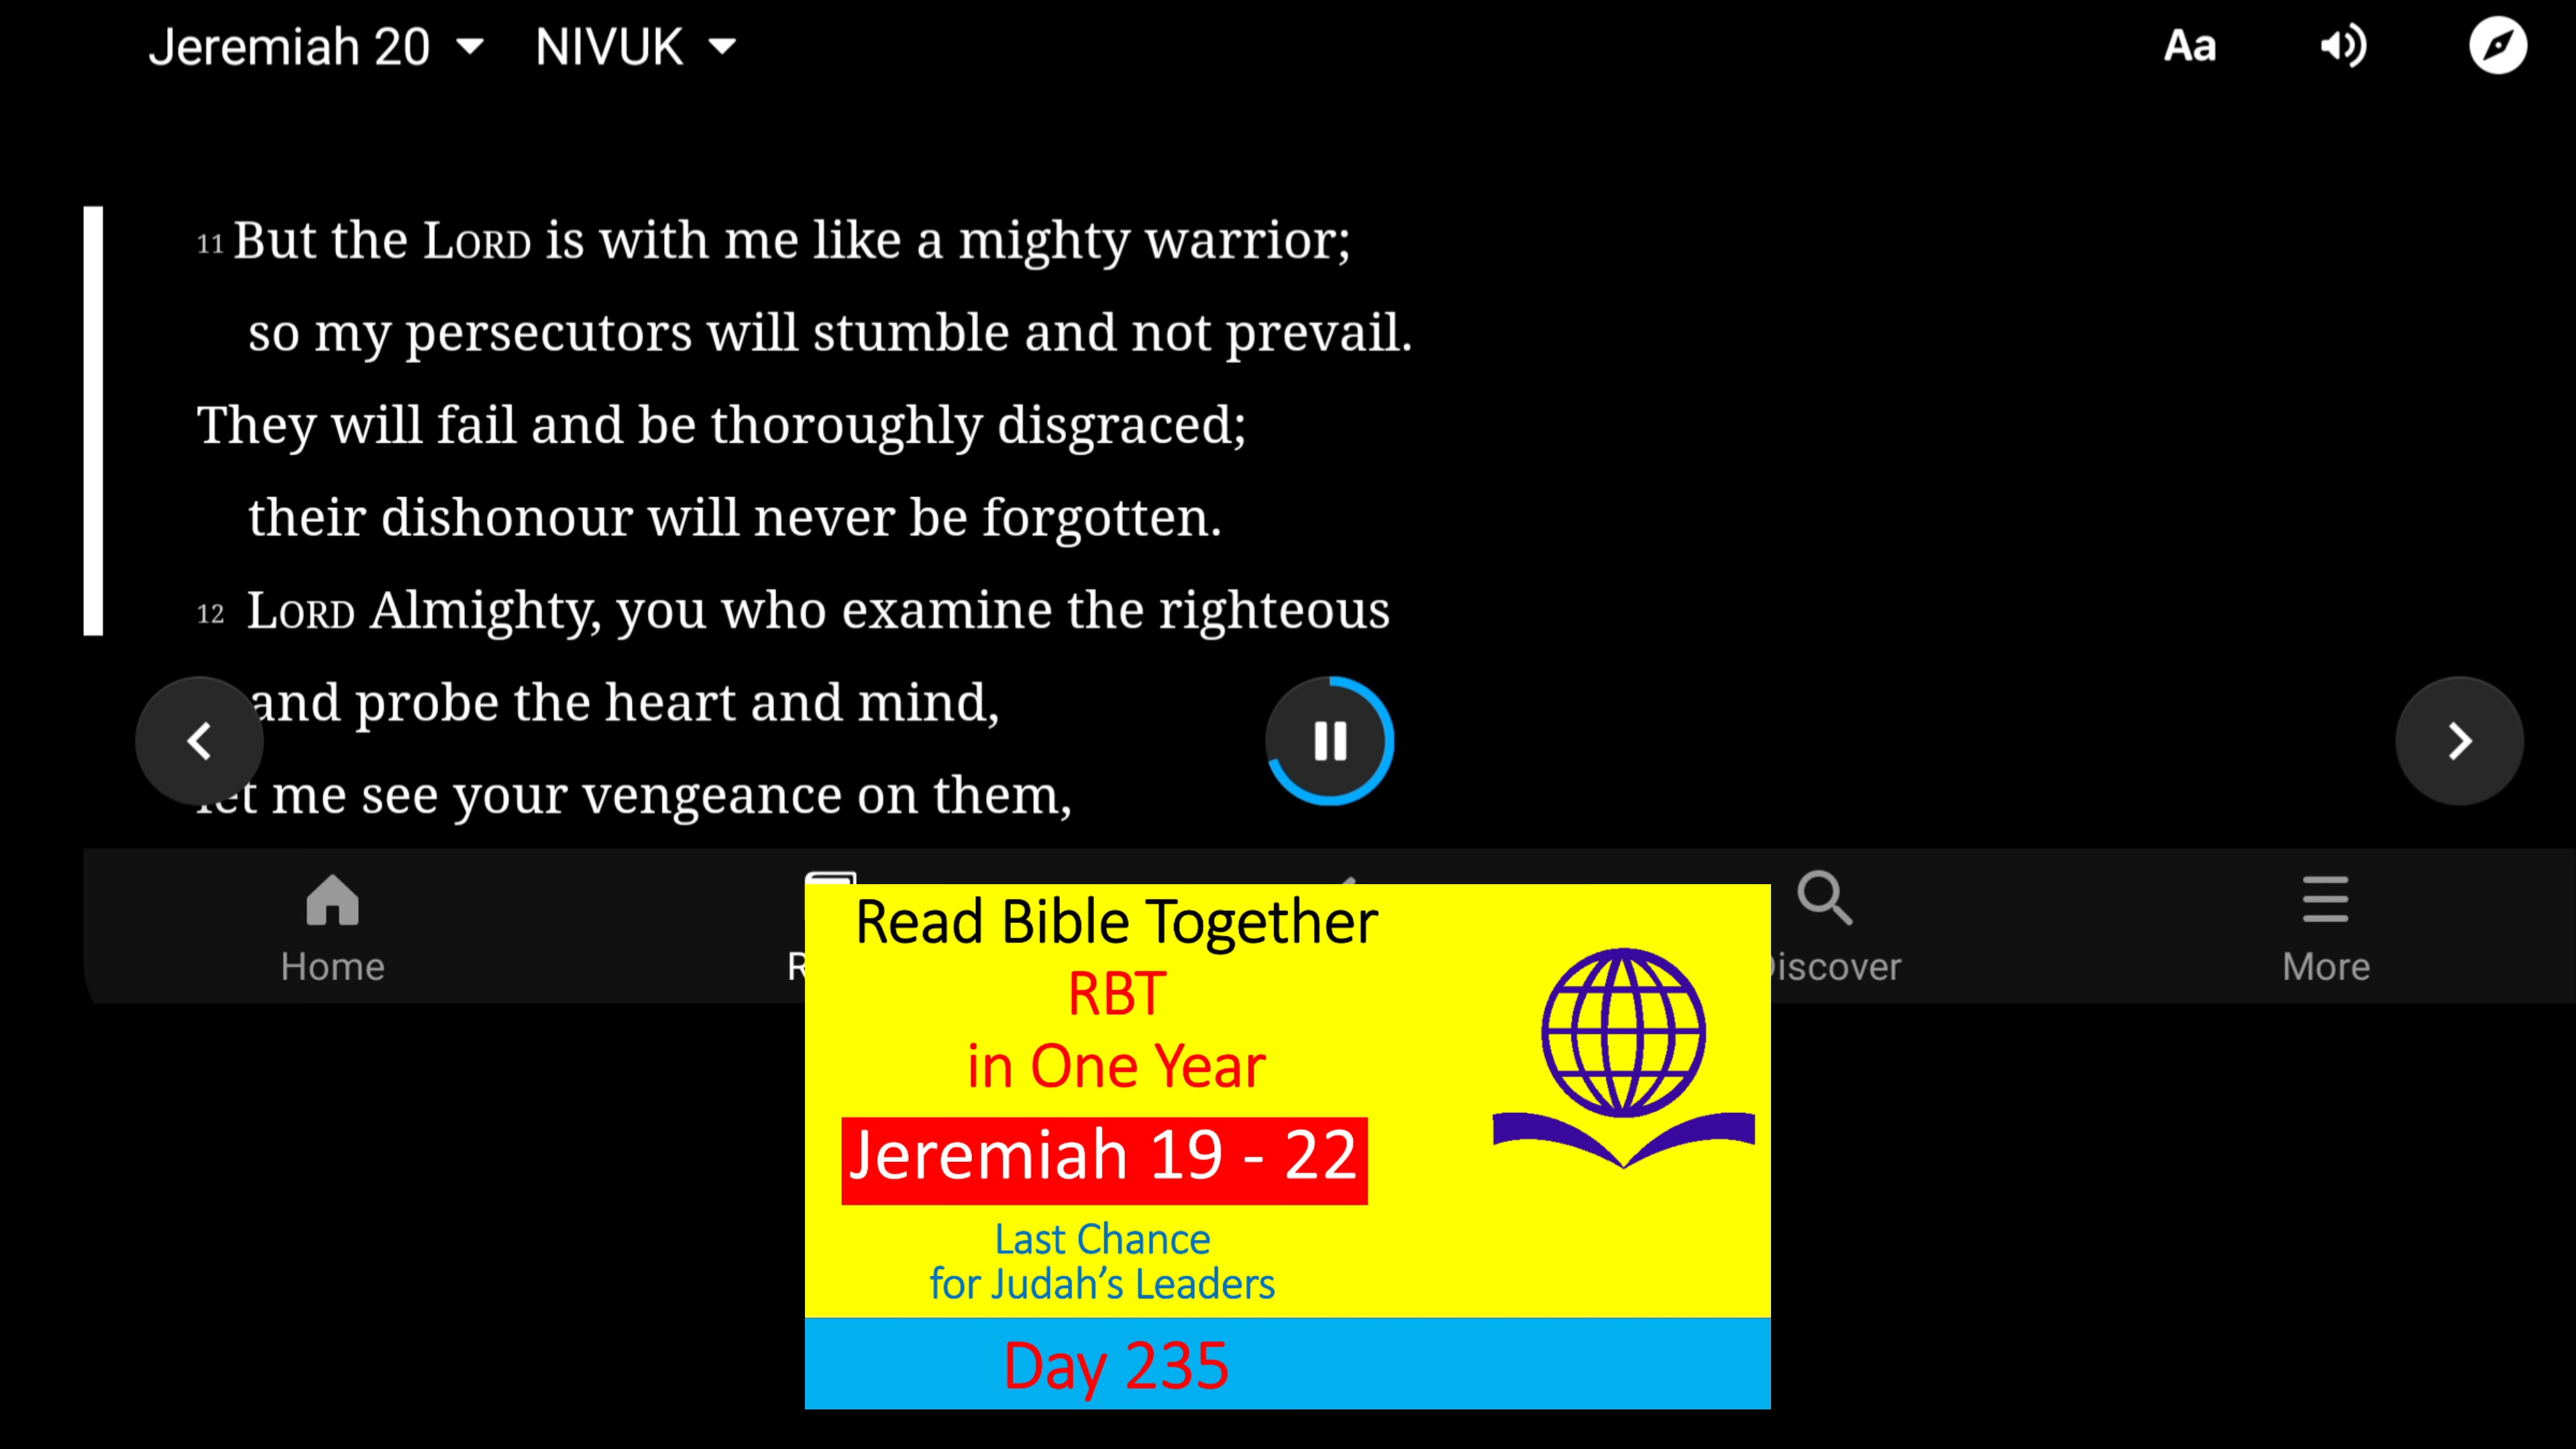 Jeremiah 20 NIVUK Aa
11 But the LORD is with me like a mighty warrior;
so my persecutors will stumble and not prevail.
They will fail and be thoroughly disgraced;
their dishonour will never be forgotten.
12 LORD Almighty, you who examine the righteous
and probe the heart and mind,
let me see your vengeance on them,
Home
More
Read Bible Together
RBT
in One Year
Jeremiah 19 - 22
Last Chance
for Judah’s Leaders
Day 235